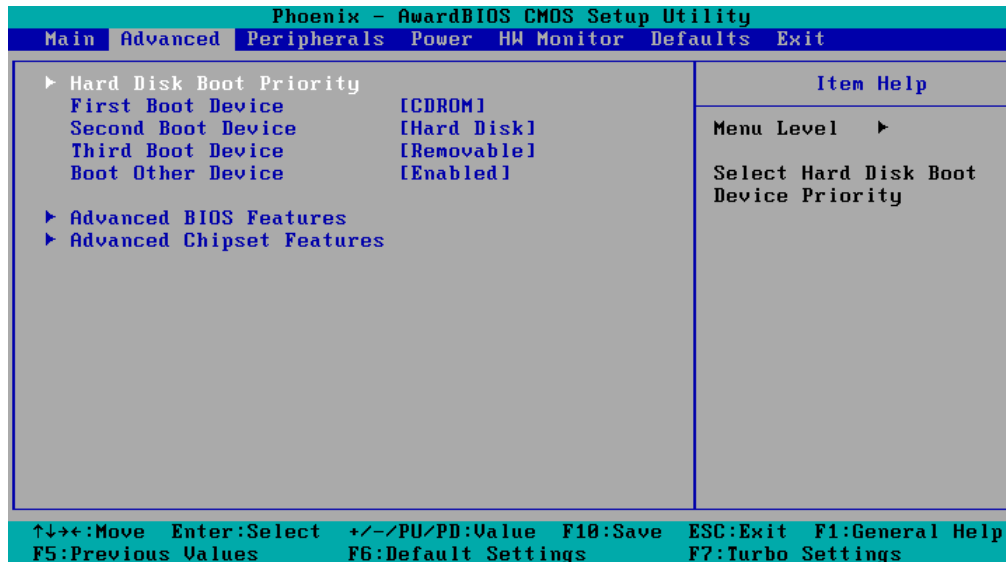 Phoenix - AwardBIOS CMOS Setup Utility
Main Advanced Peripherals Power HW Monitor Defaults Exit
▶ Hard Disk Boot Priority
First Boot Device [CDROM]
Second Boot Device [Hard Disk]
Third Boot Device [Removable]
Boot Other Device [Enabled]
▶ Advanced BIOS Features
▶ Advanced Chipset Features
Item Help
Menu Level ▶
Select Hard Disk Boot
Device Priority
↑↓→←:Move Enter:Select +/-/PU/PD:Value F10:Save ESC:Exit F1:General Help
F5:Previous Values F6:Default Settings F7:Turbo Settings